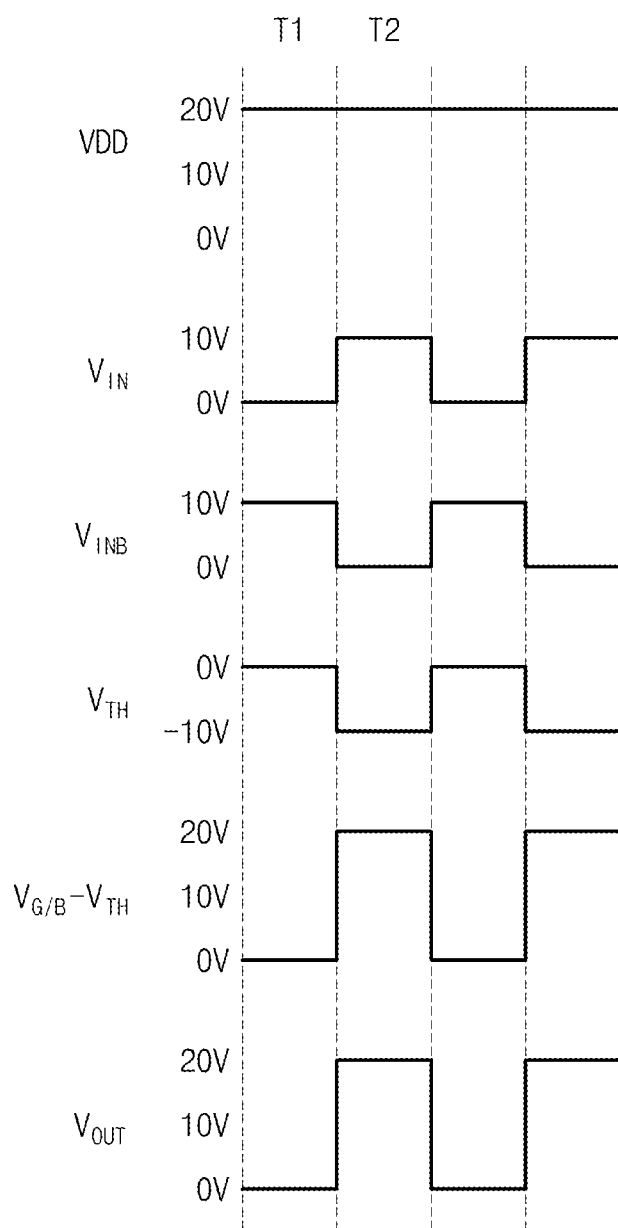 T1 T2
VDD
20V
10V
0V
V_IN
10V
0V
V_INB
10V
0V
V_TH
0V
-10V
V_G/B-V_TH
20V
10V
0V
V_OUT
20V
10V
0V